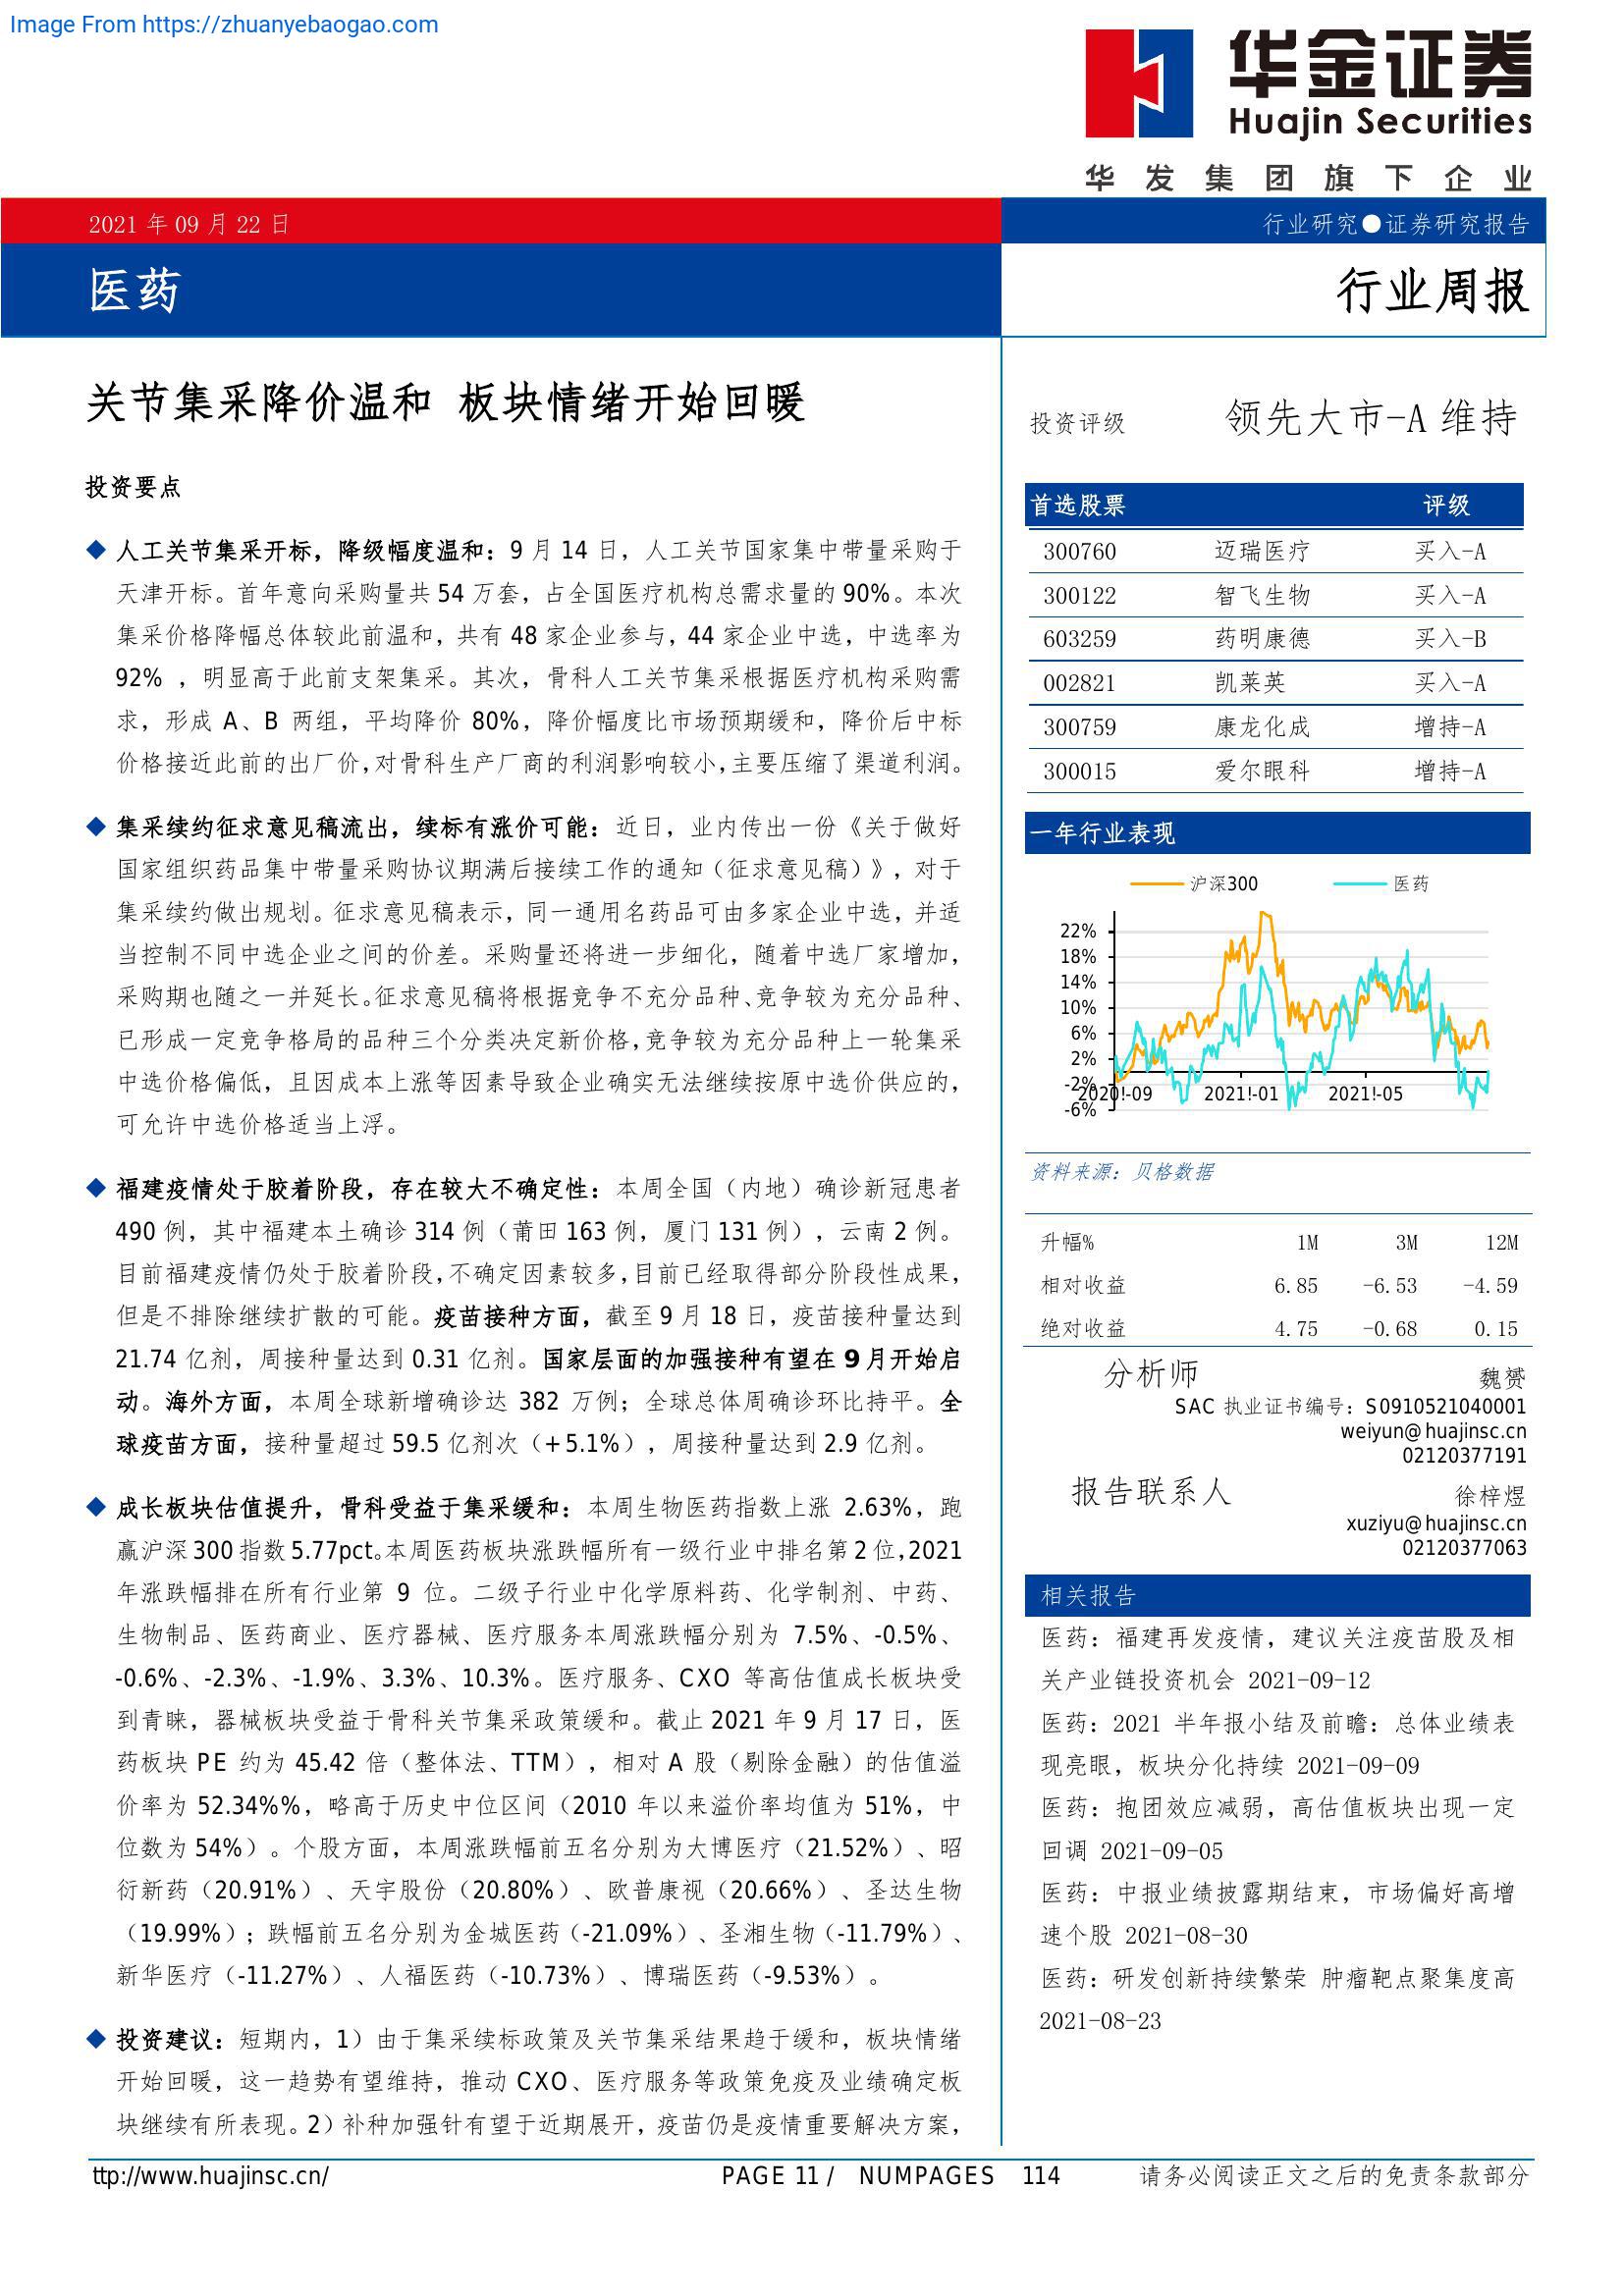 Image From https://zhuanyebaogao.com
华金证券
Huajin Securities
华发集团旗下企业
2021 年 09 月 22 日
行业研究●证券研究报告
医药
行业周报
关节集采降价温和 板块情绪开始回暖
投资要点
◆ 人工关节集采开标，降级幅度温和：9 月 14 日，人工关节国家集中带量采购于
天津开标。首年意向采购量共 54 万套，占全国医疗机构总需求量的 90%。本次
集采价格降幅总体较此前温和，共有 48 家企业参与，44 家企业中选，中选率为
92% ，明显高于此前支架集采。其次，骨科人工关节集采根据医疗机构采购需
求，形成 A、B 两组，平均降价 80%，降价幅度比市场预期缓和，降价后中标
价格接近此前的出厂价，对骨科生产厂商的利润影响较小，主要压缩了渠道利润。
◆ 集采续约征求意见稿流出，续标有涨价可能：近日，业内传出一份《关于做好
国家组织药品集中带量采购协议期满后接续工作的通知（征求意见稿）》，对于
集采续约做出规划。征求意见稿表示，同一通用名药品可由多家企业中选，并适
当控制不同中选企业之间的价差。采购量还将进一步细化，随着中选厂家增加，
采购期也随之一并延长。征求意见稿将根据竞争不充分品种、竞争较为充分品种、
已形成一定竞争格局的品种三个分类决定新价格，竞争较为充分品种上一轮集采
中选价格偏低，且因成本上涨等因素导致企业确实无法继续按原中选价供应的，
可允许中选价格适当上浮。
◆ 福建疫情处于胶着阶段，存在较大不确定性：本周全国（内地）确诊新冠患者
490 例，其中福建本土确诊 314 例（莆田 163 例，厦门 131 例），云南 2 例。
目前福建疫情仍处于胶着阶段，不确定因素较多，目前已经取得部分阶段性成果，
但是不排除继续扩散的可能。疫苗接种方面，截至 9 月 18 日，疫苗接种量达到
21.74 亿剂，周接种量达到 0.31 亿剂。国家层面的加强接种有望在 9 月开始启
动。海外方面，本周全球新增确诊达 382 万例；全球总体周确诊环比持平。全
球疫苗方面，接种量超过 59.5 亿剂次（+5.1%），周接种量达到 2.9 亿剂。
◆ 成长板块估值提升，骨科受益于集采缓和：本周生物医药指数上涨 2.63%，跑
赢沪深 300 指数 5.77pct。本周医药板块涨跌幅所有一级行业中排名第 2 位，2021
年涨跌幅排在所有行业第 9 位。二级子行业中化学原料药、化学制剂、中药、
生物制品、医药商业、医疗器械、医疗服务本周涨跌幅分别为 7.5%、-0.5%、
-0.6%、-2.3%、-1.9%、3.3%、10.3%。医疗服务、CXO 等高估值成长板块受
到青睐，器械板块受益于骨科关节集采政策缓和。截止 2021 年 9 月 17 日，医
药板块 PE 约为 45.42 倍（整体法、TTM），相对 A 股（剔除金融）的估值溢
价率为 52.34%%，略高于历史中位区间（2010 年以来溢价率均值为 51%，中
位数为 54%）。个股方面，本周涨跌幅前五名分别为大博医疗（21.52%）、昭
衍新药（20.91%）、天宇股份（20.80%）、欧普康视（20.66%）、圣达生物
（19.99%）；跌幅前五名分别为金城医药（-21.09%）、圣湘生物（-11.79%）、
新华医疗（-11.27%）、人福医药（-10.73%）、博瑞医药（-9.53%）。
◆ 投资建议：短期内，1）由于集采续标政策及关节集采结果趋于缓和，板块情绪
开始回暖，这一趋势有望维持，推动 CXO、医疗服务等政策免疫及业绩确定板
块继续有所表现。2）补种加强针有望于近期展开，疫苗仍是疫情重要解决方案，
投资评级 领先大市-A 维持
首选股票 评级
300760 迈瑞医疗 买入-A
300122 智飞生物 买入-A
603259 药明康德 买入-B
002821 凯莱英 买入-A
300759 康龙化成 增持-A
300015 爱尔眼科 增持-A
一年行业表现
沪深300 医药
22%
18%
14%
10%
6%
2%
-2%
-6%
2020!-09 2021!-01 2021!-05
资料来源：贝格数据
升幅% 1M 3M 12M
相对收益 6.85 -6.53 -4.59
绝对收益 4.75 -0.68 0.15
分析师 魏赟
SAC 执业证书编号：S0910521040001
weiyun@huajinsc.cn
02120377191
报告联系人 徐梓煜
xuziyu@huajinsc.cn
02120377063
相关报告
医药：福建再发疫情，建议关注疫苗股及相
关产业链投资机会 2021-09-12
医药：2021 半年报小结及前瞻：总体业绩表
现亮眼，板块分化持续 2021-09-09
医药：抱团效应减弱，高估值板块出现一定
回调 2021-09-05
医药：中报业绩披露期结束，市场偏好高增
速个股 2021-08-30
医药：研发创新持续繁荣 肿瘤靶点聚集度高
2021-08-23
ttp://www.huajinsc.cn/ PAGE 11 / NUMPAGES 114 请务必阅读正文之后的免责条款部分